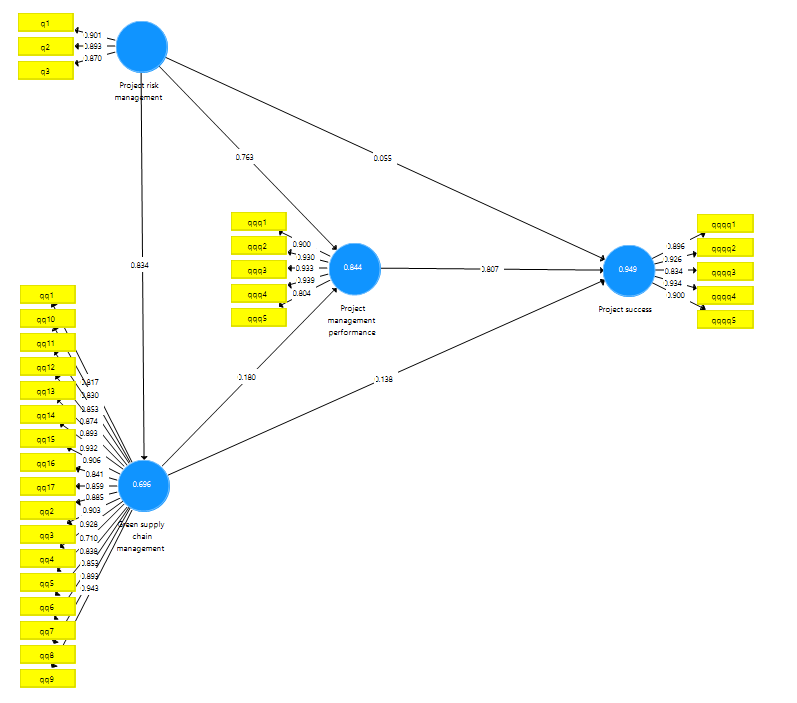 q1
q2
q3
0.901
0.893
0.870
Project risk
management
0.763
0.055
0.834
qqq1
qqq2
qqq3
qqq4
qqq5
0.900
0.930
0.933
0.939
0.804
0.844
Project
management
performance
0.807
0.949
Project success
0.896
0.926
0.834
0.934
0.900
qqqq1
qqqq2
qqqq3
qqqq4
qqqq5
0.180
0.138
qq1
qq10
qq11
qq12
qq13
qq14
qq15
qq16
qq17
qq2
qq3
qq4
qq5
qq6
qq7
qq8
qq9
0.817
0.830
0.853
0.874
0.893
0.932
0.906
0.841
0.859
0.885
0.903
0.928
0.710
0.838
0.853
0.893
0.943
0.696
Green supply
chain
management